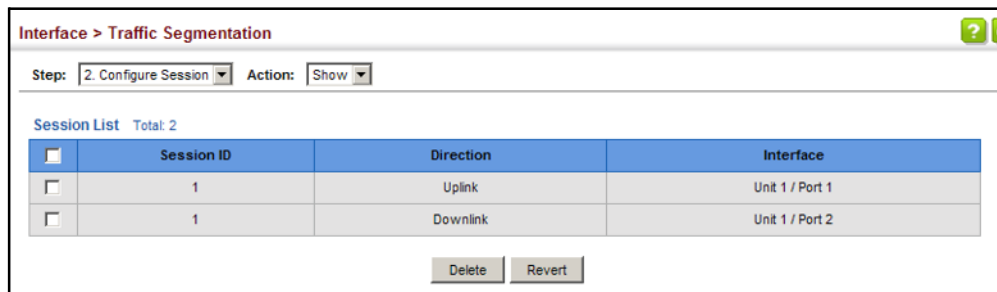 Interface > Traffic Segmentation ?
Step: 2. Configure Session Action: Show
Session List Total: 2
Session ID Direction Interface
1 Uplink Unit 1 / Port 1
1 Downlink Unit 1 / Port 2
Delete Revert